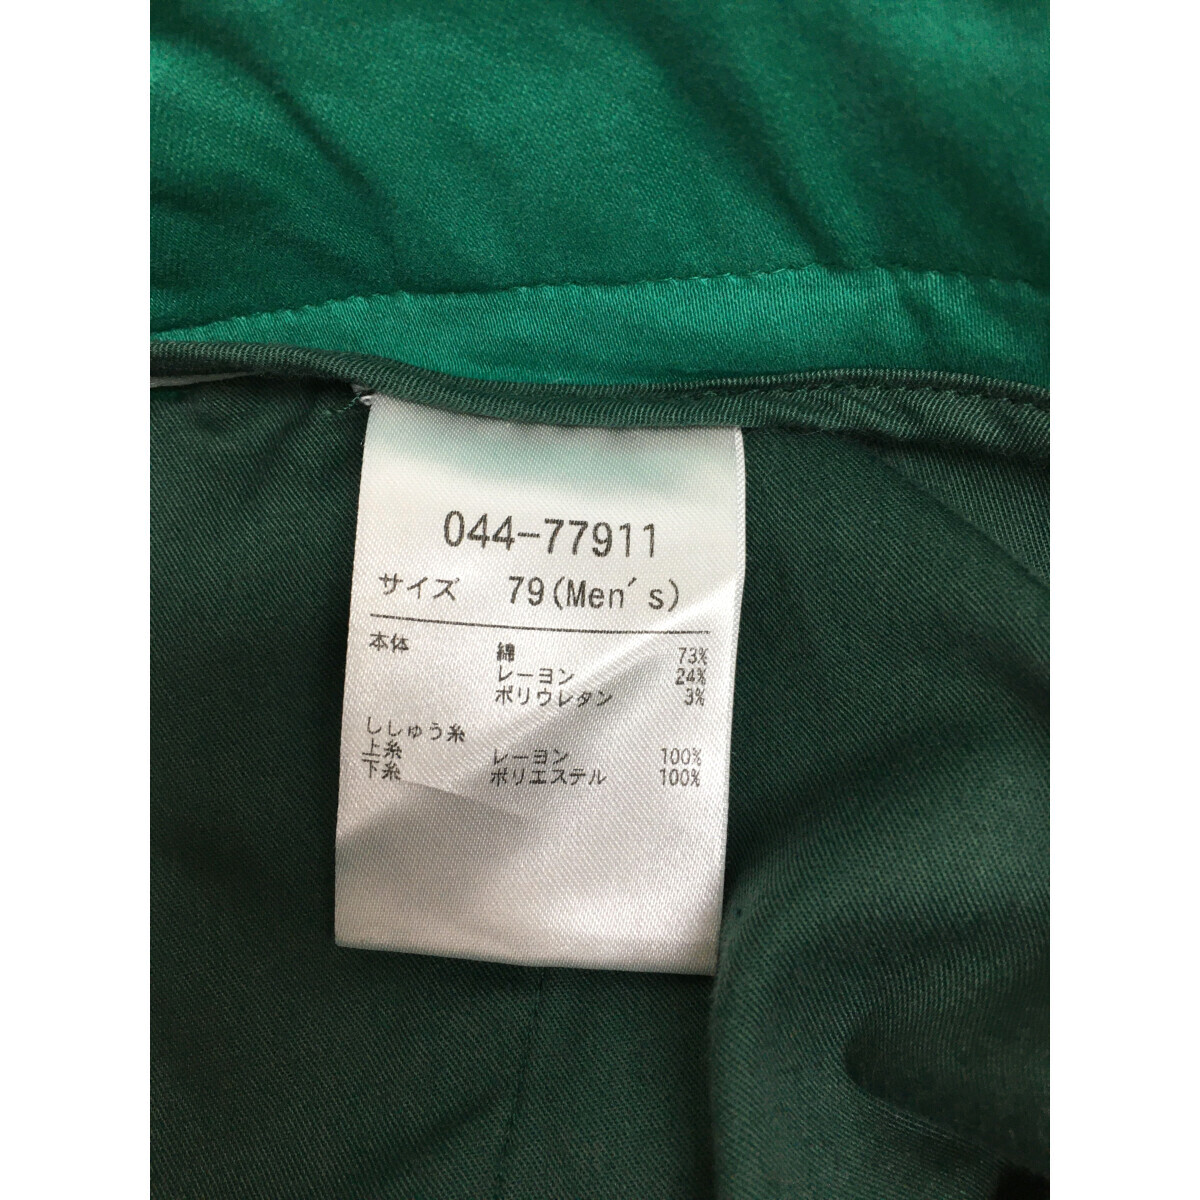 044-77911
サイズ 79(Men's)
本体 綿 73%
レーヨン 24%
ポリウレタン 3%
ししゅう糸
上糸 レーヨン 100%
下糸 ポリエステル 100%